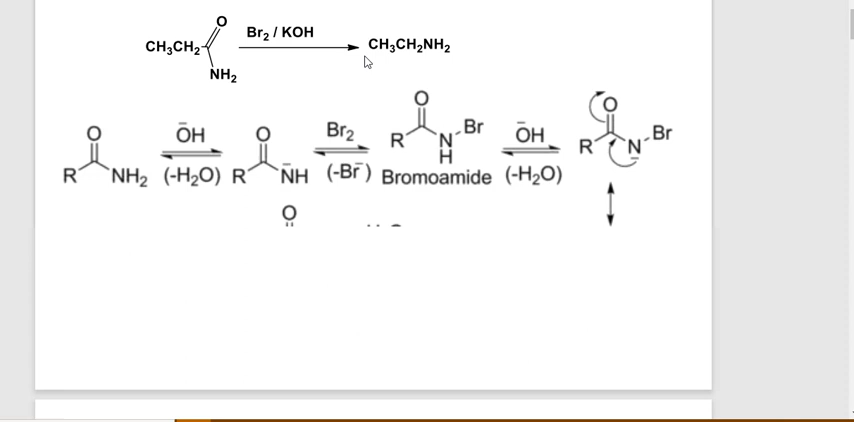 O
CH₃CH₂ Br₂ / KOH CH₃CH₂NH₂
NH₂
O ŌH O Br₂ O Br ŌH O Br
R NH₂ (-H₂O) R N̄H (-Br̄) R N H Bromoamide (-H₂O) R N̲
O